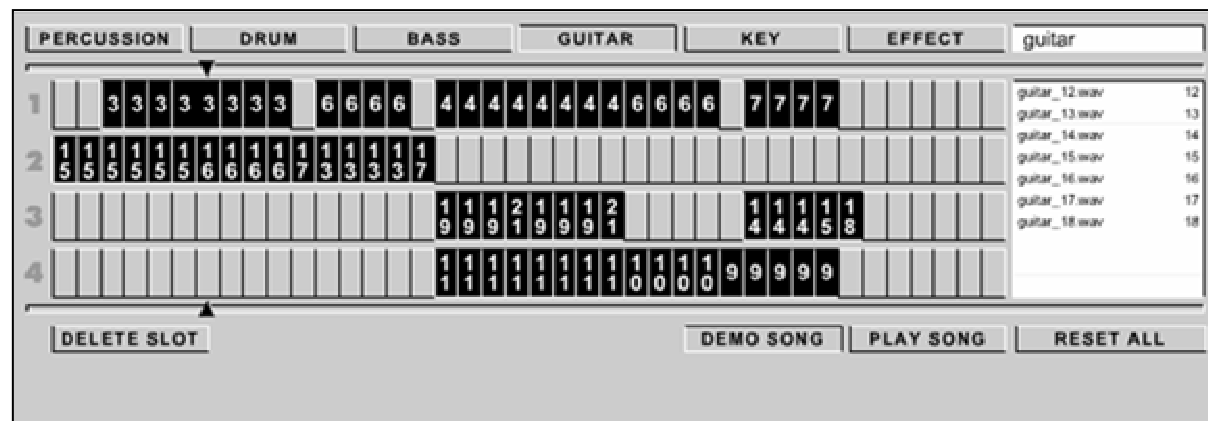 PERCUSSION DRUM BASS GUITAR KEY EFFECT guitar
1 3 3 3 3 3 3 3 3 6 6 6 6 4 4 4 4 4 4 4 4 6 6 6 6 7 7 7 7
2 15 15 15 15 15 15 16 16 16 16 17 13 13 13 13 17
3 19 19 19 21 19 19 19 21 14 14 14 15 18
4 11 11 11 11 11 11 11 11 10 10 10 10 9 9 9 9 9
guitar_12.wav 12
guitar_13.wav 13
guitar_14.wav 14
guitar_15.wav 15
guitar_16.wav 16
guitar_17.wav 17
guitar_18.wav 18
DELETE SLOT DEMO SONG PLAY SONG RESET ALL